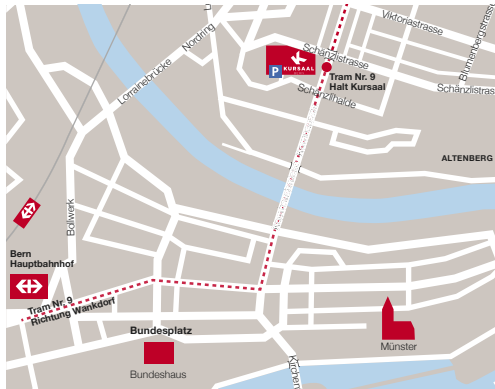 Viktoriastrasse
Nordring
Schänzlistrasse
Blumenbergstrasse
KURSAAL
P
Tram Nr. 9
Halt Kursaal
Lorrainebrücke
Schänzlihalde
Schänzlistras
ALTENBERG
Bollwerk
Bern
Hauptbahnhof
Tram Nr. 9
Richtung Wankdorf
Bundesplatz
Münster
Bundeshaus
Kirchen